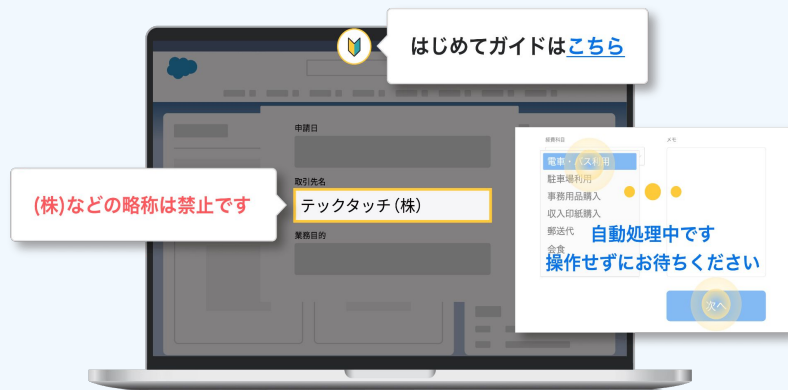 はじめてガイドはこちら
申請日
取引先名
テックタッチ(株)
業務目的
(株)などの略称は禁止です
経費科目
メモ
電車・バス利用
駐車場利用
事務用品購入
収入印紙購入
郵送代
会食
自動処理中です
操作せずにお待ちください
次へ